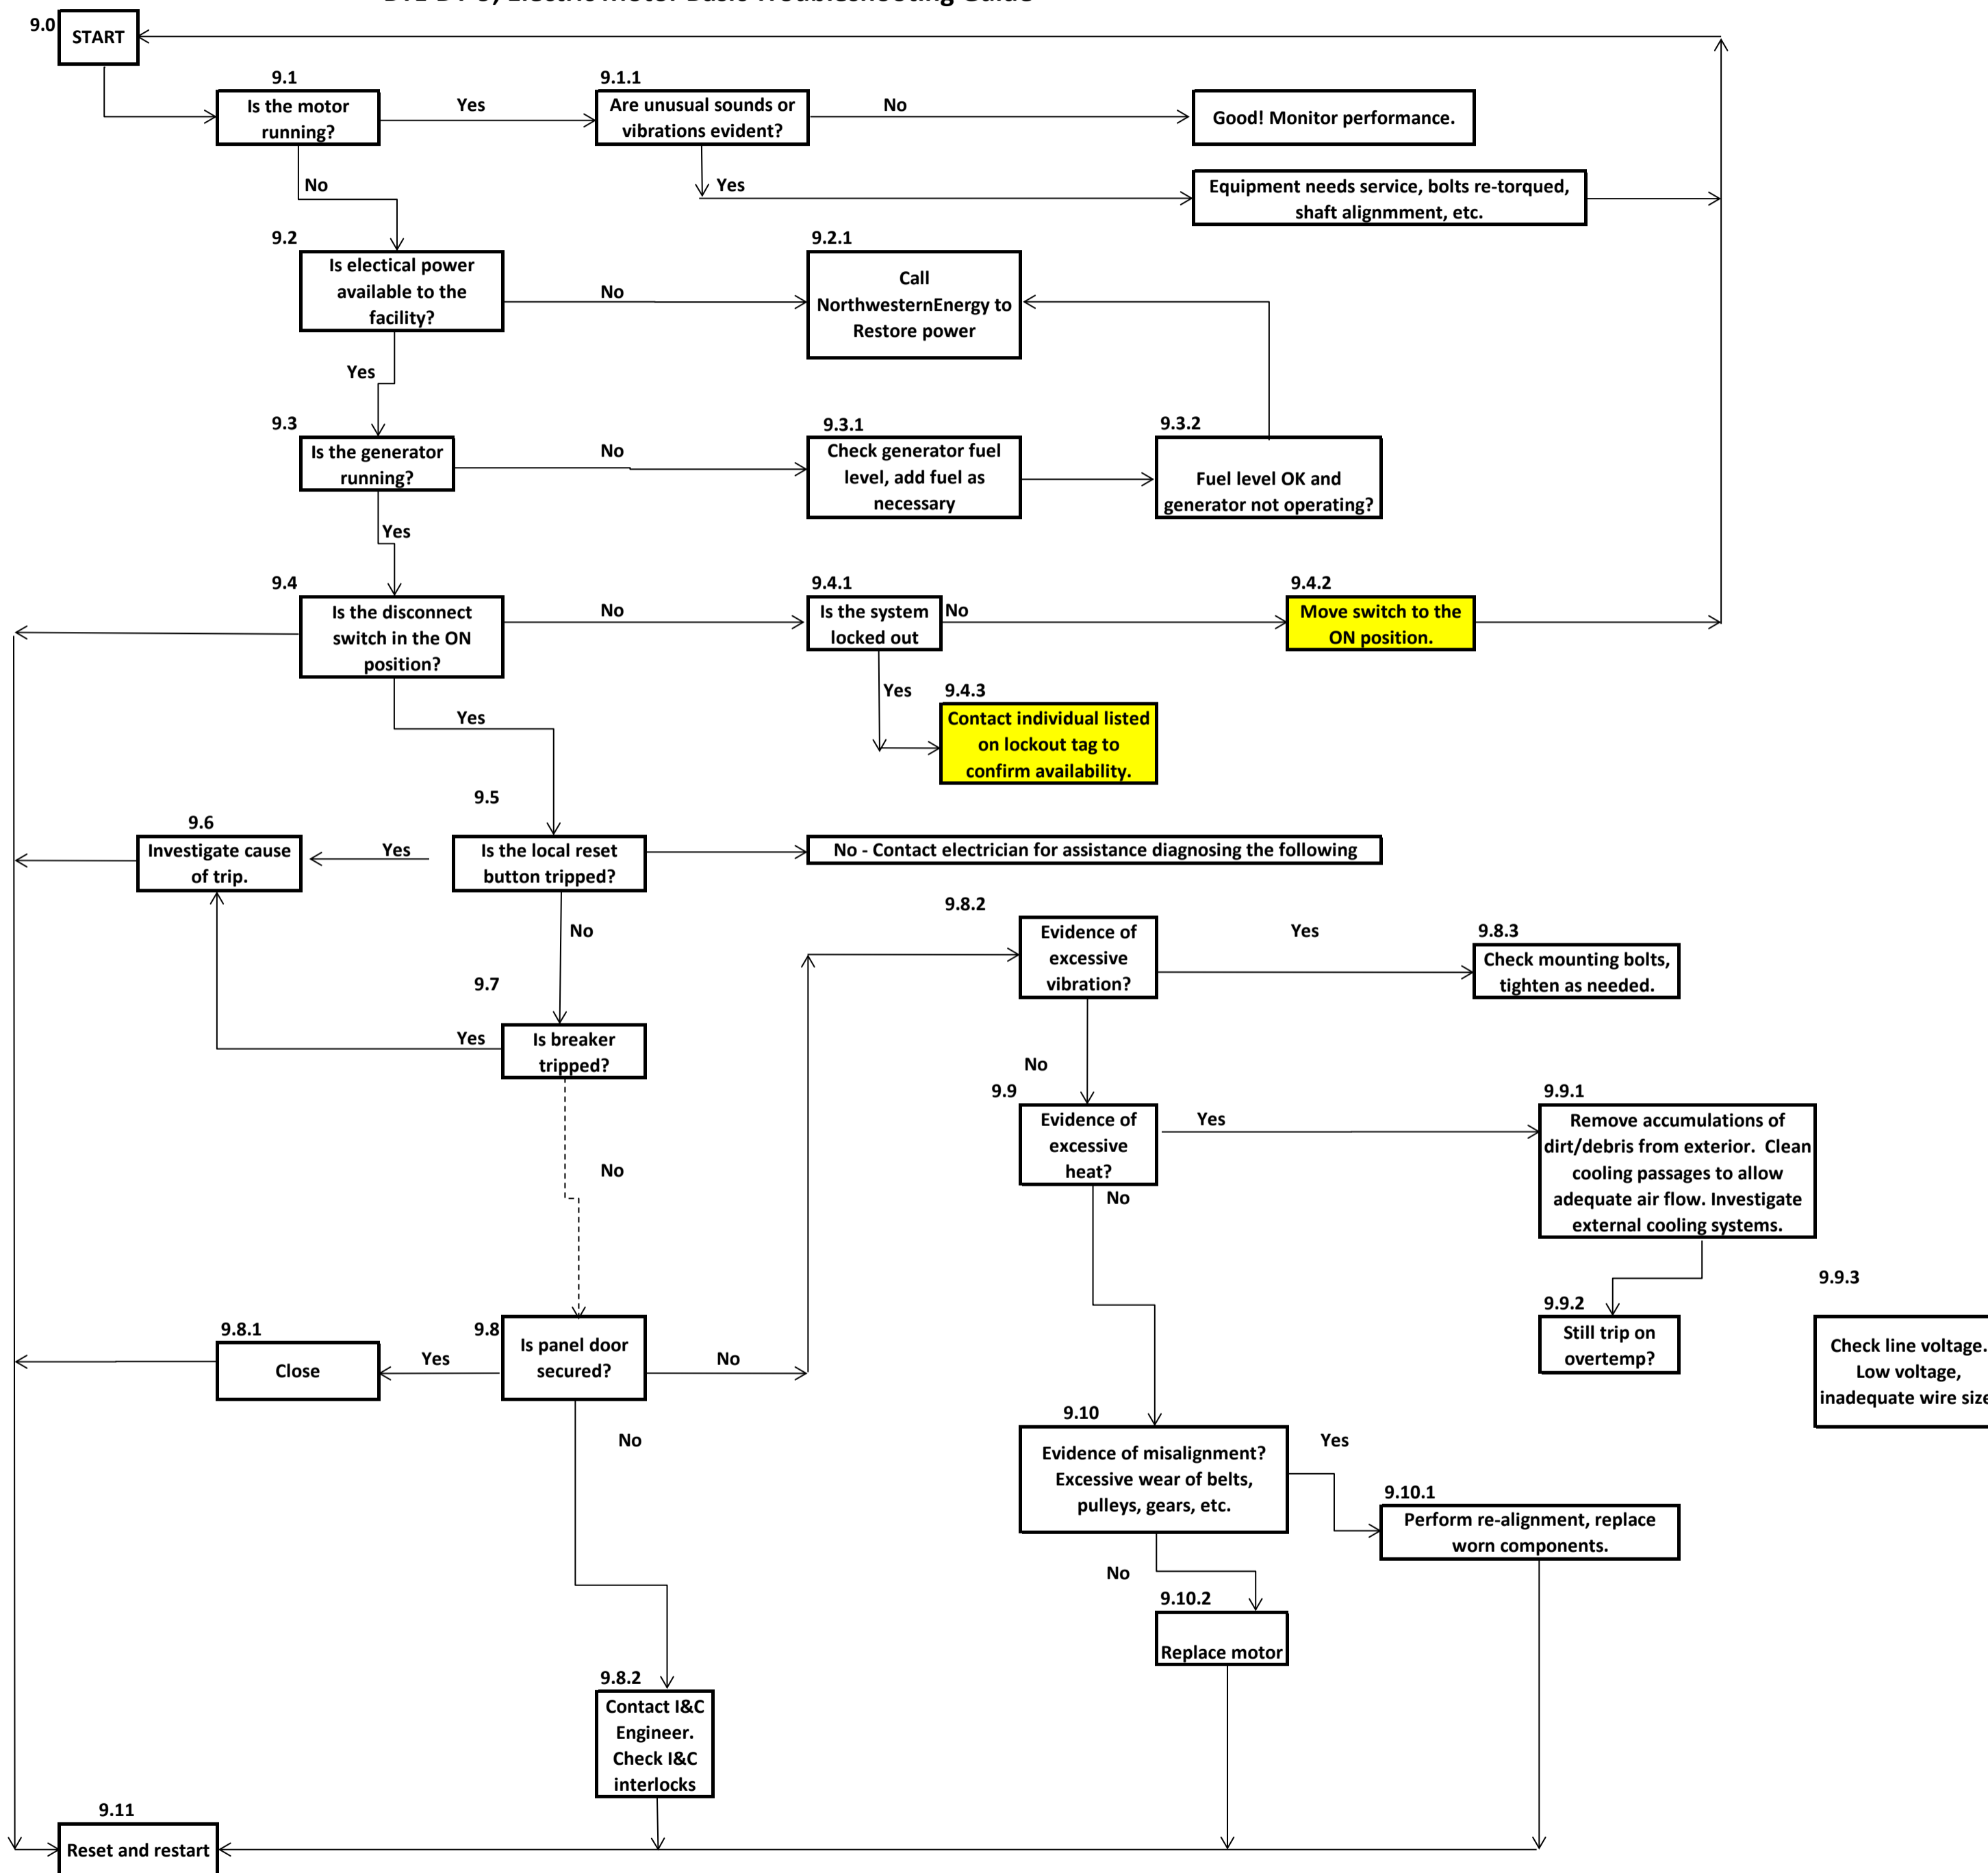 Electric Motor Basic Troubleshooting Guide
9.0
START
9.1
Is the motor
running?
Yes
No
9.1.1
Are unusual sounds or
vibrations evident?
No
Good! Monitor performance.
Yes
Equipment needs service, bolts re-torqued,
shaft alignmment, etc.
9.2
Is electical power
available to the
facility?
No
Yes
9.2.1
Call
NorthwesternEnergy to
Restore power
9.3
Is the generator
running?
No
Yes
9.3.1
Check generator fuel
level, add fuel as
necessary
9.3.2
Fuel level OK and
generator not operating?
9.4
Is the disconnect
switch in the ON
position?
No
Yes
9.4.1
Is the system
locked out
No
Yes
9.4.2
Move switch to the
ON position.
9.4.3
Contact individual listed
on lockout tag to
confirm availability.
9.5
Is the local reset
button tripped?
Yes
No
No - Contact electrician for assistance diagnosing the following
9.6
Investigate cause
of trip.
9.7
Is breaker
tripped?
Yes
No
9.8
Is panel door
secured?
Yes
No
No
9.8.1
Close
9.8.2
Contact I&C
Engineer.
Check I&C
interlocks
9.8.2
Evidence of
excessive
vibration?
Yes
No
9.8.3
Check mounting bolts,
tighten as needed.
9.9
Evidence of
excessive
heat?
Yes
No
9.9.1
Remove accumulations of
dirt/debris from exterior.  Clean
cooling passages to allow
adequate air flow. Investigate
external cooling systems.
9.9.2
Still trip on
overtemp?
9.9.3
Check line voltage.
Low voltage,
inadequate wire size
9.10
Evidence of misalignment?
Excessive wear of belts,
pulleys, gears, etc.
Yes
No
9.10.1
Perform re-alignment, replace
worn components.
9.10.2
Replace motor
9.11
Reset and restart